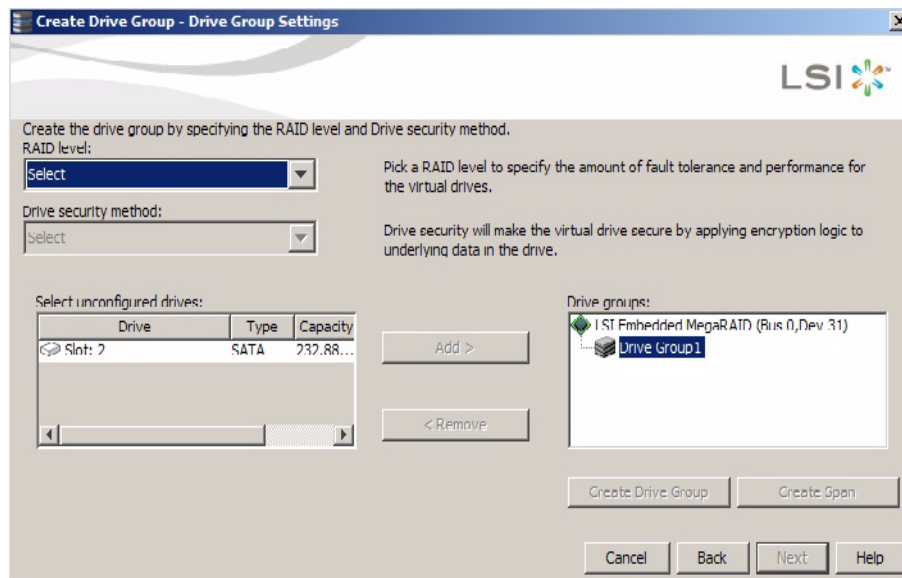 Create Drive Group - Drive Group Settings
LSI
Create the drive group by specifying the RAID level and Drive security method.
RAID level:
Select
Pick a RAID level to specify the amount of fault tolerance and performance for
the virtual drives.
Drive security method:
Select
Drive security will make the virtual drive secure by applying encryption logic to
underlying data in the drive.
Select unconfigured drives:
Drive Type Capacity
Slot: 2 SATA 232.88...
Add >
< Remove
Drive groups:
LSI Embedded MegaRAID (Bus 0,Dev 31)
Drive Group1
Create Drive Group Create Span
Cancel Back Next Help